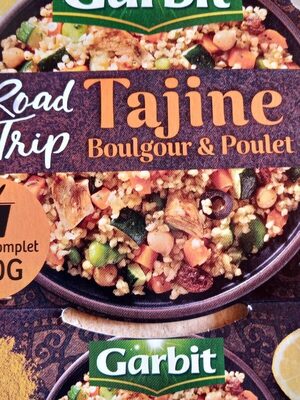 Garbit
Road
Trip
Tajine
Boulgour & Poulet
omplet
0G
Garbit